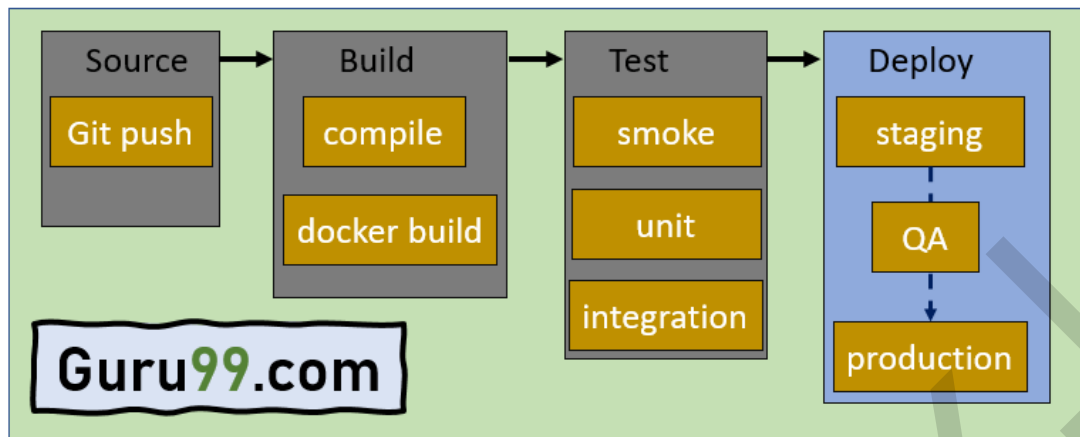 Source
Git push
Build
compile
docker build
Test
smoke
unit
integration
Deploy
staging
QA
production
Guru99.com